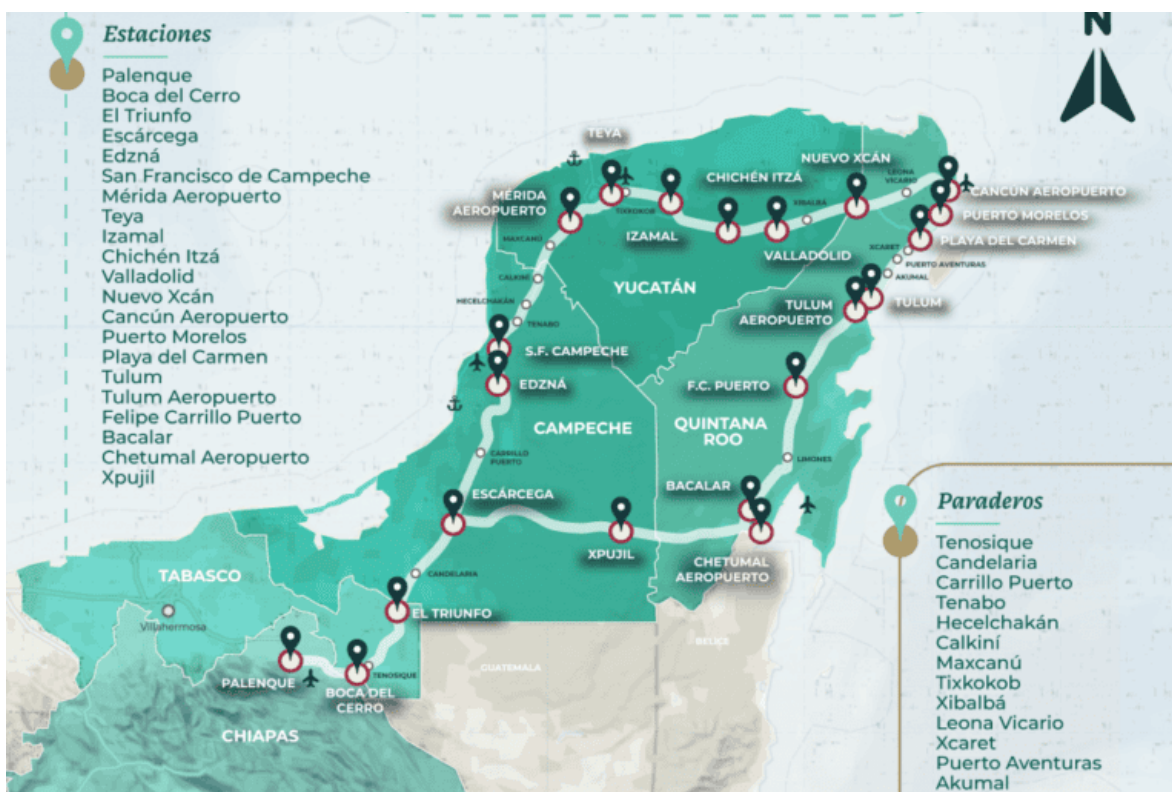 Estaciones
Palenque
Boca del Cerro
El Triunfo
Escárcega
Edzná
San Francisco de Campeche
Mérida Aeropuerto
Teya
Izamal
Chichén Itzá
Valladolid
Nuevo Xcán
Cancún Aeropuerto
Puerto Morelos
Playa del Carmen
Tulum
Tulum Aeropuerto
Felipe Carrillo Puerto
Bacalar
Chetumal Aeropuerto
Xpujil
N
TEYA
NUEVO XCÁN
LEONA
VICARIO
CHICHÉN ITZÁ
CANCÚN AEROPUERTO
MÉRIDA
AEROPUERTO
TIXKOKOB
XIBALBÁ
PUERTO MORELOS
IZAMAL
PLAYA DEL CARMEN
MAXCANÚ
VALLADOLID
XCARET
PUERTO AVENTURAS
CALKINÍ
AKUMAL
YUCATÁN
HECELCHAKÁN
TULUM
AEROPUERTO
TULUM
TENABO
S.F. CAMPECHE
EDZNÁ
F.C. PUERTO
CAMPECHE
QUINTANA
ROO
CARRILLO
PUERTO
LIMONES
BACALAR
ESCÁRCEGA
XPUJIL
CHETUMAL
AEROPUERTO
TABASCO
CANDELARIA
Villahermosa
EL TRIUNFO
BELICE
GUATEMALA
TENOSIQUE
PALENQUE
BOCA DEL
CERRO
CHIAPAS
Paraderos
Tenosique
Candelaria
Carrillo Puerto
Tenabo
Hecelchakán
Calkiní
Maxcanú
Tixkokob
Xibalbá
Leona Vicario
Xcaret
Puerto Aventuras
Akumal